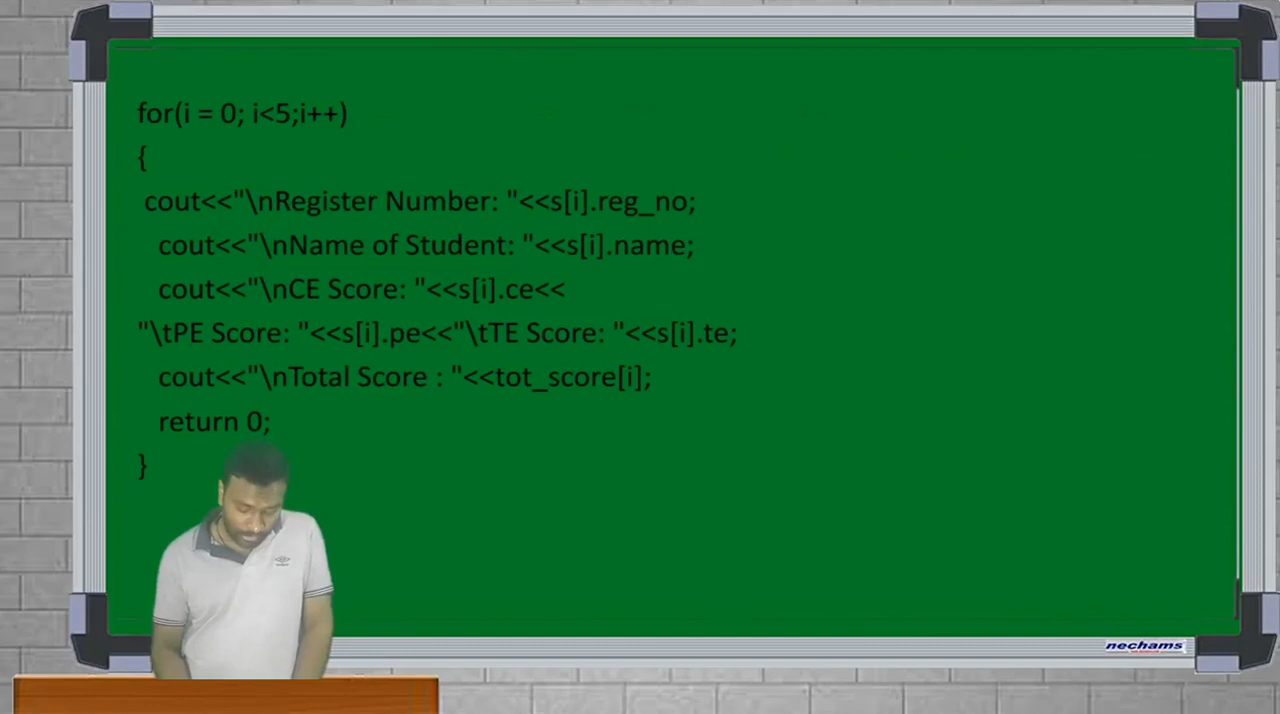 for(i = 0; i<5;i++)
{
cout<<"\nRegister Number: "<<s[i].reg_no;
cout<<"\nName of Student: "<<s[i].name;
cout<<"\nCE Score: "<<s[i].ce<<
"\tPE Score: "<<s[i].pe<<"\tTE Score: "<<s[i].te;
cout<<"\nTotal Score : "<<tot_score[i];
return 0;
}
nechams